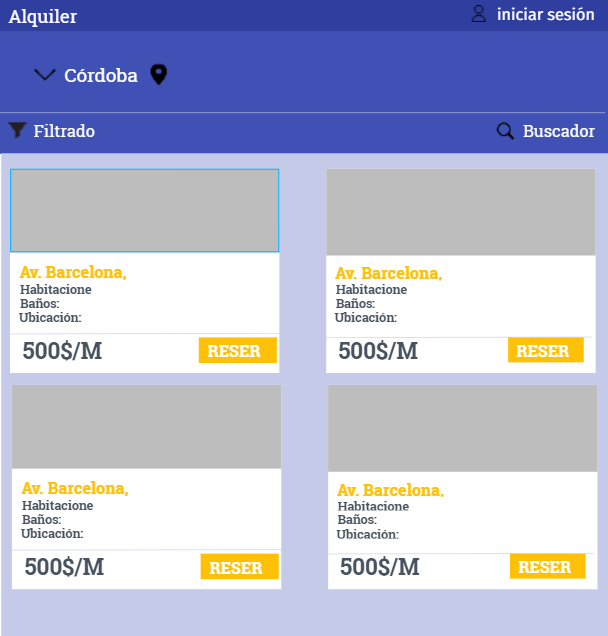 Alquiler
iniciar sesión
Córdoba
Filtrado
Buscador
Av. Barcelona,
Habitacione
Baños:
Ubicación:
500$/M
RESER
Av. Barcelona,
Habitacione
Baños:
Ubicación:
500$/M
RESER
Av. Barcelona,
Habitacione
Baños:
Ubicación:
500$/M
RESER
Av. Barcelona,
Habitacione
Baños:
Ubicación:
500$/M
RESER